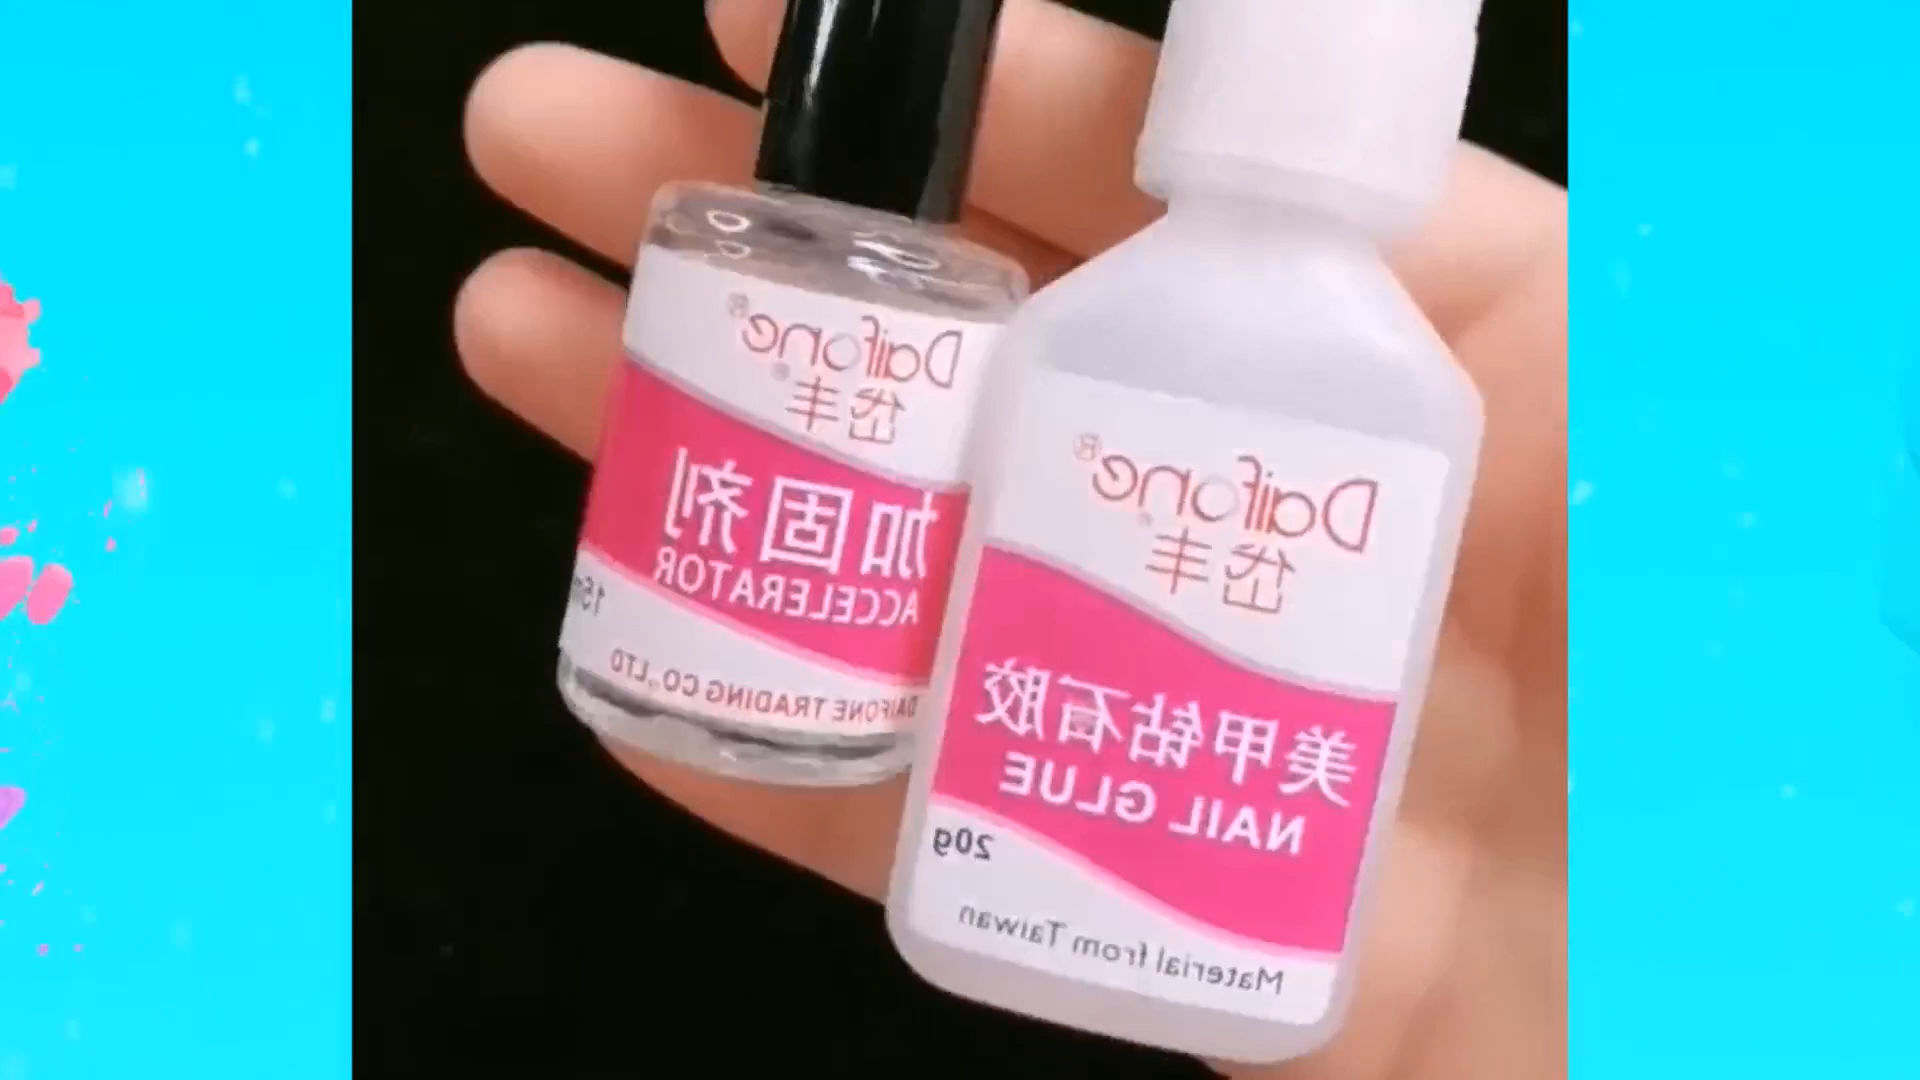 Daifone®
岱丰
加固剂
ACCELERATOR
DAIFONE TRADING CO.,LTD
Daifone®
岱丰
美甲钻石胶
NAIL GLUE
20g
Material from Taiwan